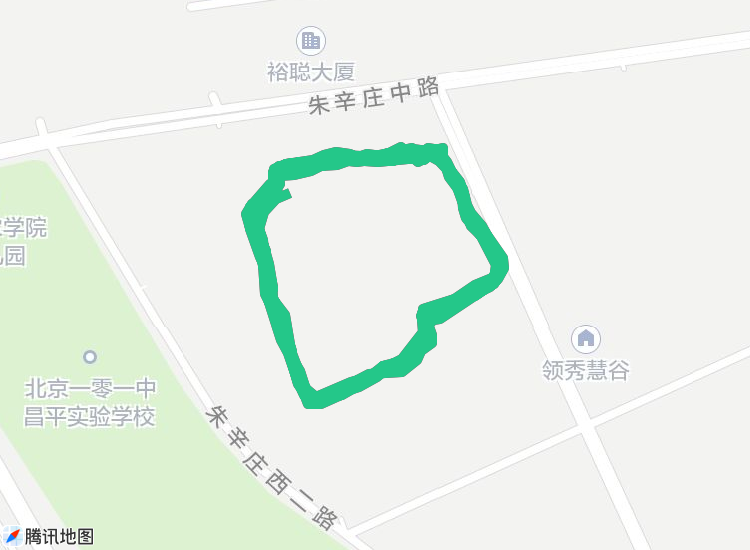 裕聪大厦
朱辛庄中路
学院
园
北京一零一中
昌平实验学校
领秀慧谷
朱辛庄西二路
腾讯地图